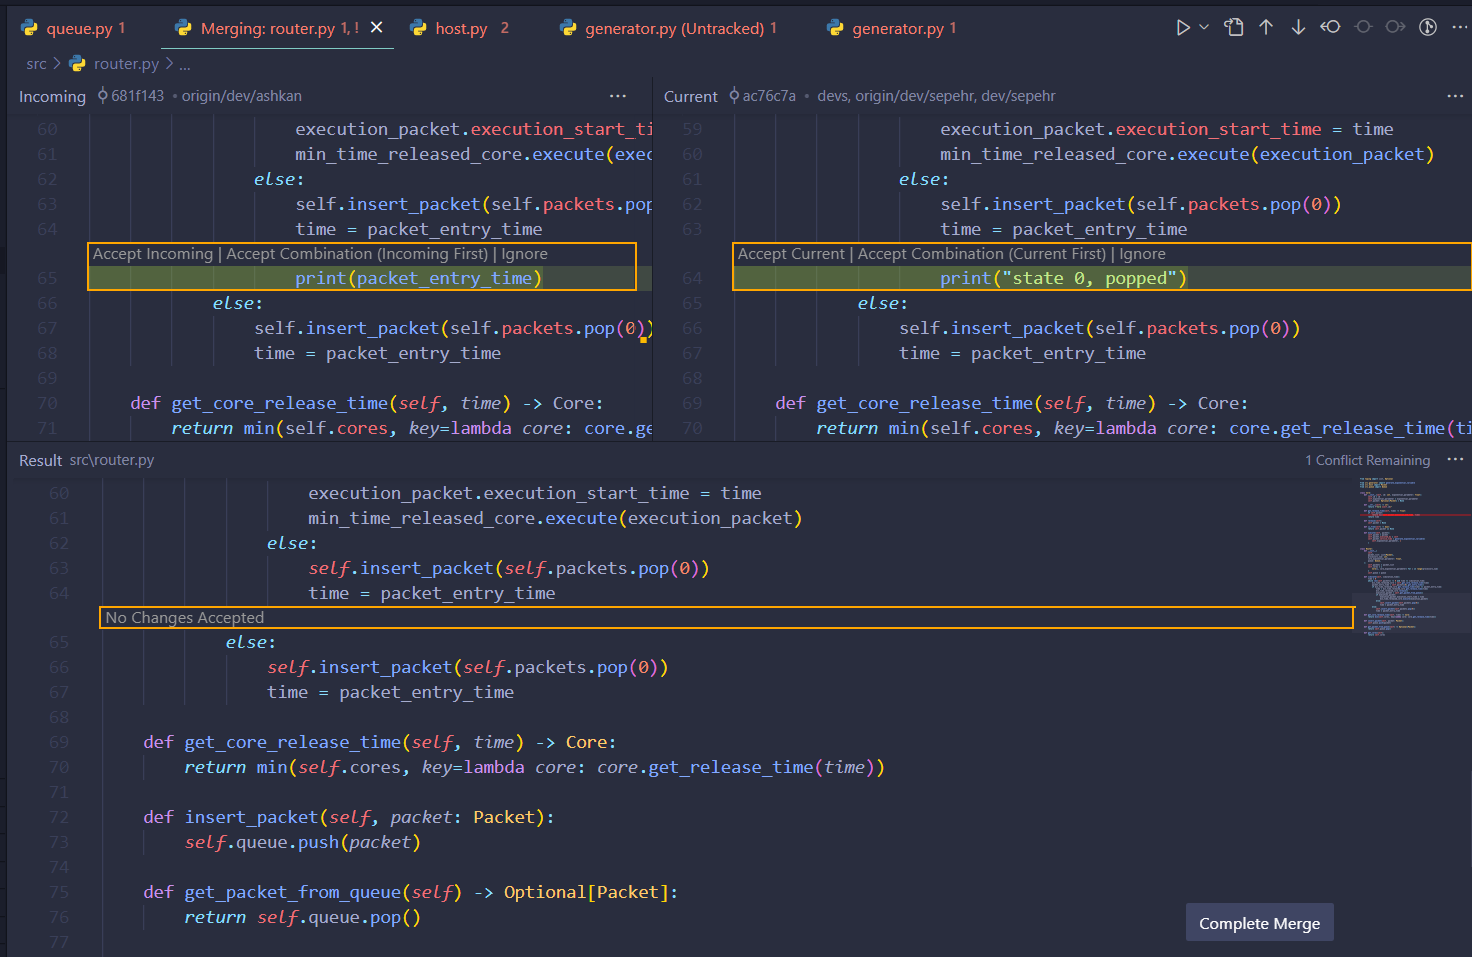 queue.py 1
Merging: router.py 1, !
host.py 2
generator.py (Untracked) 1
generator.py 1
src > router.py > ...
Incoming 681f143 • origin/dev/ashkan
60 execution_packet.execution_start_ti
61 min_time_released_core.execute(exec
62 else:
63 self.insert_packet(self.packets.pop
64 time = packet_entry_time
Accept Incoming | Accept Combination (Incoming First) | Ignore
65 print(packet_entry_time)
66 else:
67 self.insert_packet(self.packets.pop(0))
68 time = packet_entry_time
69
70 def get_core_release_time(self, time) -> Core:
71 return min(self.cores, key=lambda core: core.ge
Current ac76c7a • devs, origin/dev/sepehr, dev/sepehr
59 execution_packet.execution_start_time = time
60 min_time_released_core.execute(execution_packet)
61 else:
62 self.insert_packet(self.packets.pop(0))
63 time = packet_entry_time
Accept Current | Accept Combination (Current First) | Ignore
64 print("state 0, popped")
65 else:
66 self.insert_packet(self.packets.pop(0))
67 time = packet_entry_time
68
69 def get_core_release_time(self, time) -> Core:
70 return min(self.cores, key=lambda core: core.get_release_time(ti
Result src\router.py
1 Conflict Remaining
60 execution_packet.execution_start_time = time
61 min_time_released_core.execute(execution_packet)
62 else:
63 self.insert_packet(self.packets.pop(0))
64 time = packet_entry_time
No Changes Accepted
65 else:
66 self.insert_packet(self.packets.pop(0))
67 time = packet_entry_time
68
69 def get_core_release_time(self, time) -> Core:
70 return min(self.cores, key=lambda core: core.get_release_time(time))
71
72 def insert_packet(self, packet: Packet):
73 self.queue.push(packet)
74
75 def get_packet_from_queue(self) -> Optional[Packet]:
76 return self.queue.pop()
77
Complete Merge